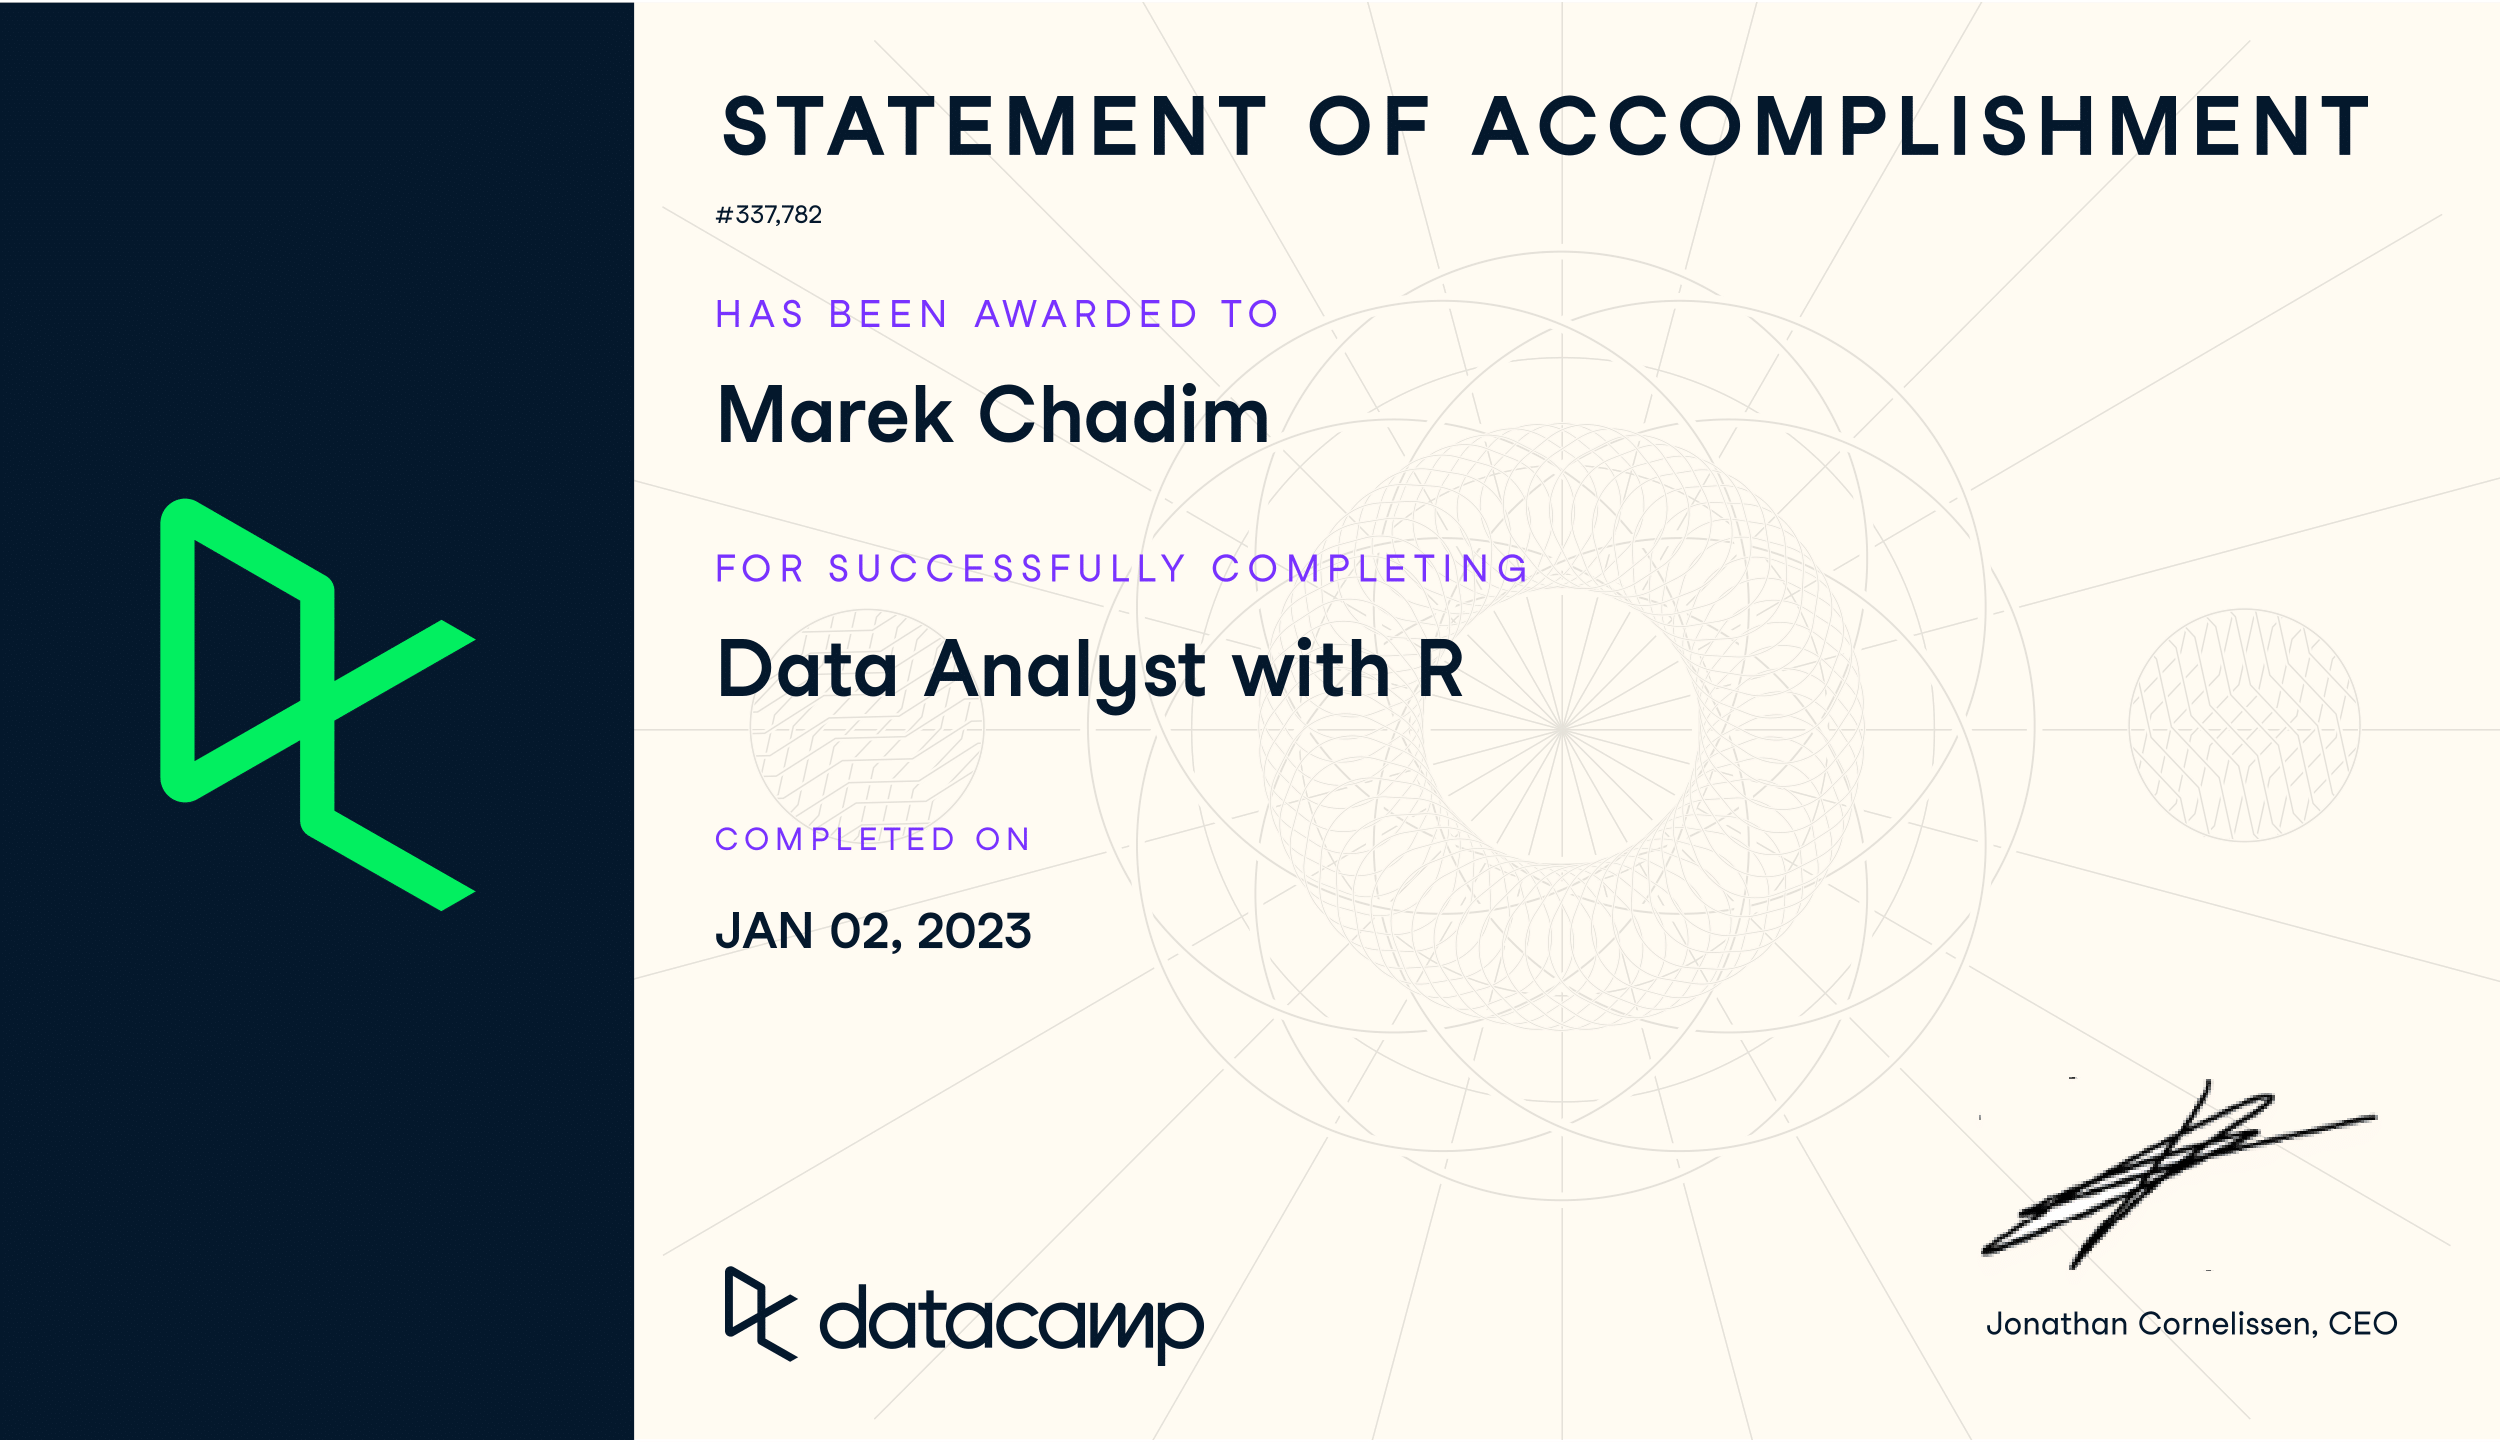 STATEMENT OF ACCOMPLISHMENT
#337,782
HAS BEEN AWARDED TO
Marek Chadim
FOR SUCCESSFULLY COMPLETING
Data Analyst with R
COMPLETED ON
JAN 02, 2023
datacamp
Jonathan Cornelissen, CEO